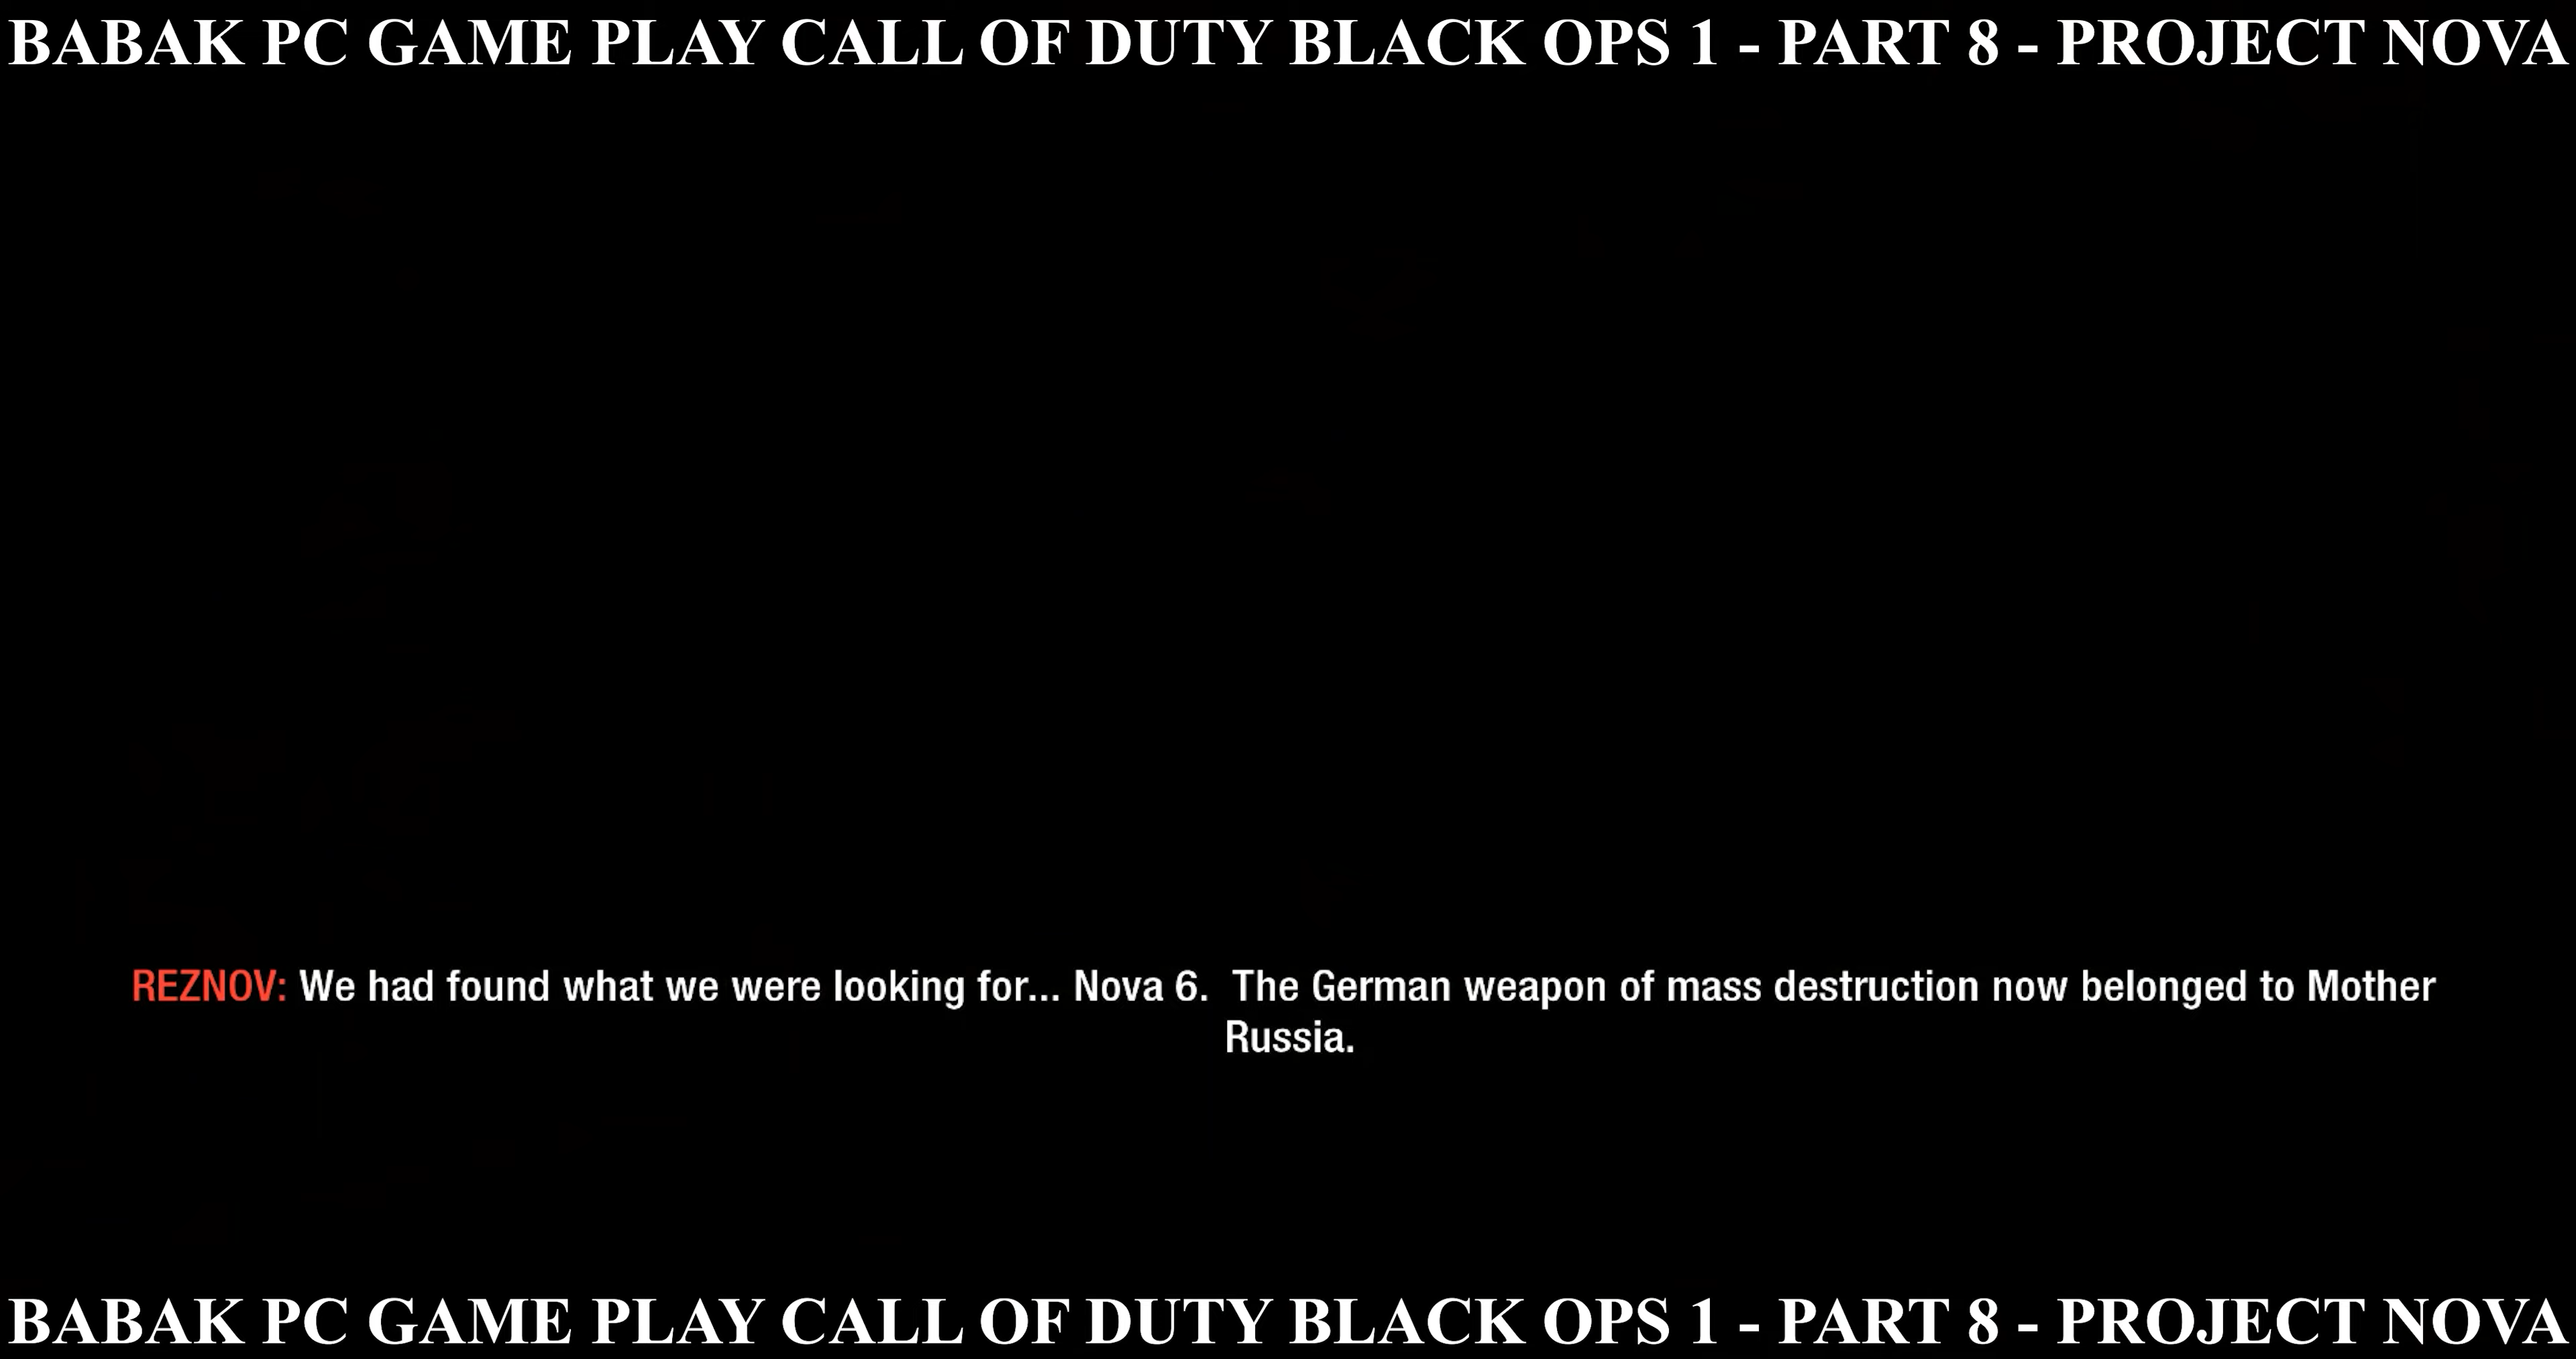 BABAK PC GAME PLAY CALL OF DUTY BLACK OPS 1 - PART 8 - PROJECT NOVA
REZNOV: We had found what we were looking for... Nova 6.  The German weapon of mass destruction now belonged to Mother
Russia.
BABAK PC GAME PLAY CALL OF DUTY BLACK OPS 1 - PART 8 - PROJECT NOVA